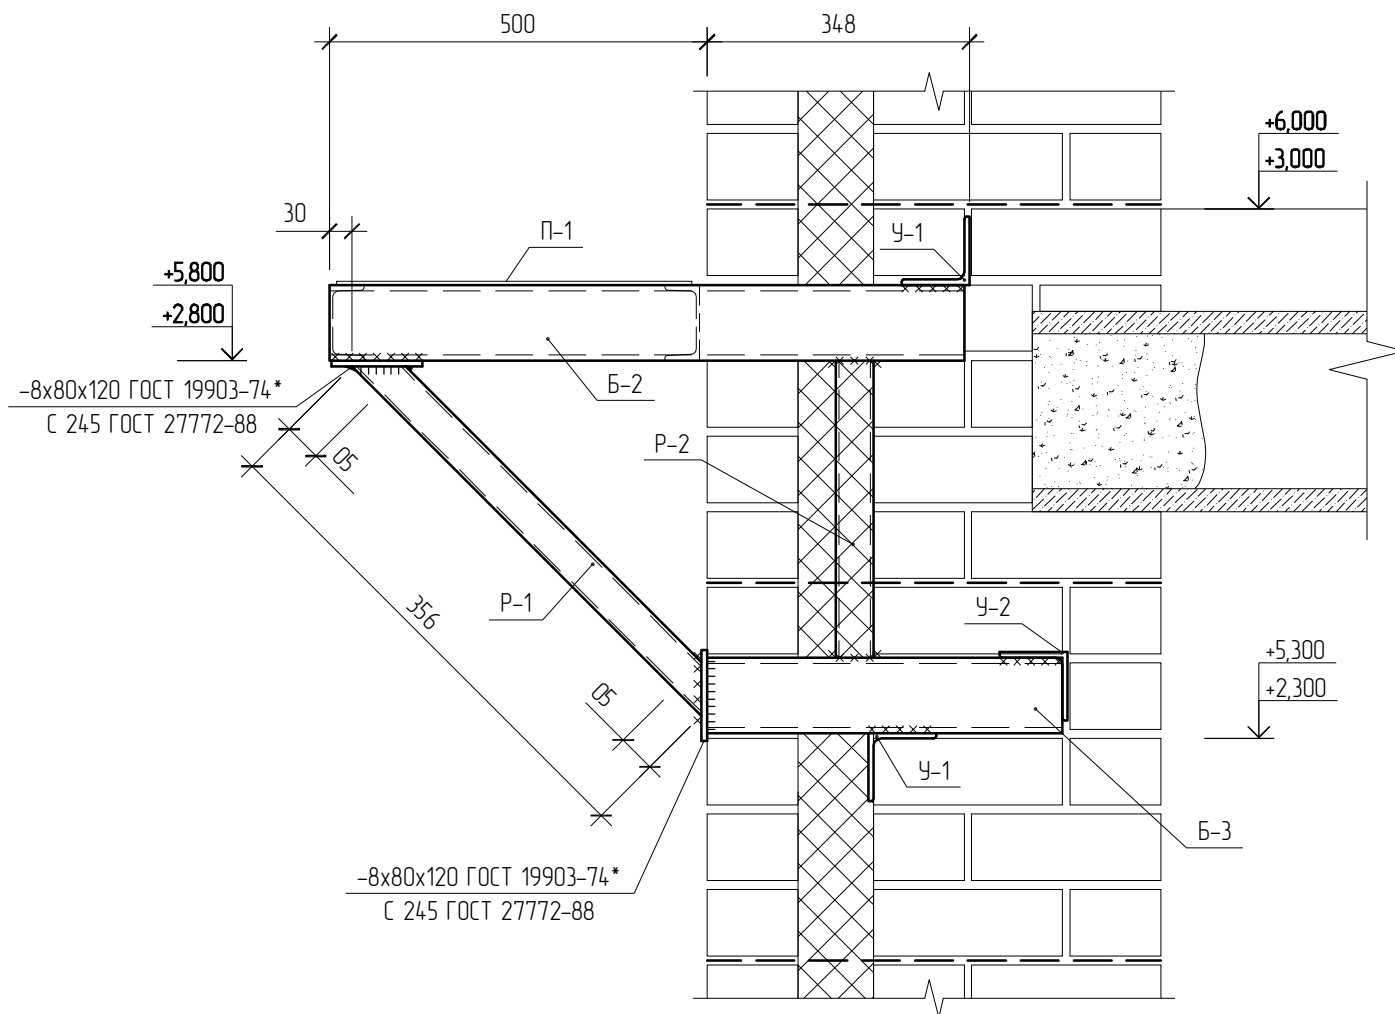 500
348
+6,000
+3,000
30
П-1
У-1
+5,800
+2,800
Б-2
-8х80х120 ГОСТ 19903-74*
С 245 ГОСТ 27772-88
50
Р-2
Р-1
356
У-2
+5,300
+2,300
50
У-1
Б-3
-8х80х120 ГОСТ 19903-74*
С 245 ГОСТ 27772-88